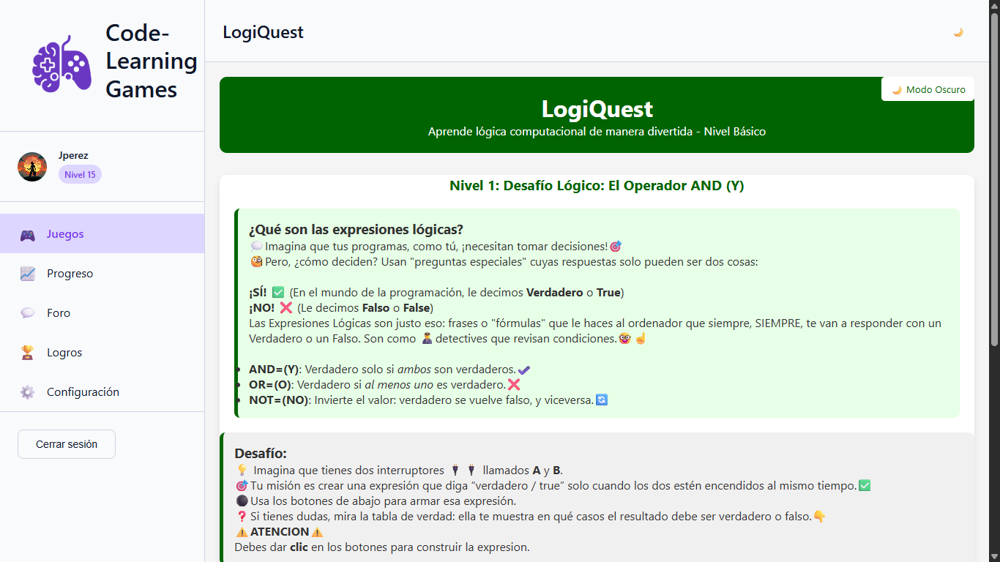 Code-
Learning
Games
LogiQuest
🌙
Jperez
Nivel 15
Juegos
Progreso
Foro
Logros
Configuración
Cerrar sesión
🌙 Modo Oscuro
LogiQuest
Aprende lógica computacional de manera divertida - Nivel Básico
Nivel 1: Desafío Lógico: El Operador AND (Y)
¿Qué son las expresiones lógicas?
💭Imagina que tus programas, como tú, ¡necesitan tomar decisiones!🎯
🧐Pero, ¿cómo deciden? Usan "preguntas especiales" cuyas respuestas solo pueden ser dos cosas:
¡SÍ! ✅ (En el mundo de la programación, le decimos Verdadero o True)
¡NO! ❌ (Le decimos Falso o False)
Las Expresiones Lógicas son justo eso: frases o "fórmulas" que le haces al ordenador que siempre, SIEMPRE, te van a responder con un
Verdadero o un Falso. Son como 🕵️detectives que revisan condiciones.🤓☝️
• AND=(Y): Verdadero solo si ambos son verdaderos.✔️
• OR=(O): Verdadero si al menos uno es verdadero.❌
• NOT=(NO): Invierte el valor: verdadero se vuelve falso, y viceversa.🔄
Desafío:
💡 Imagina que tienes dos interruptores 🔌🔌 llamados A y B.
🎯Tu misión es crear una expresión que diga “verdadero / true” solo cuando los dos estén encendidos al mismo tiempo.✅
⚫Usa los botones de abajo para armar esa expresión.
❓Si tienes dudas, mira la tabla de verdad: ella te muestra en qué casos el resultado debe ser verdadero o falso.👇
⚠️ATENCION⚠️
Debes dar clic en los botones para construir la expresion.